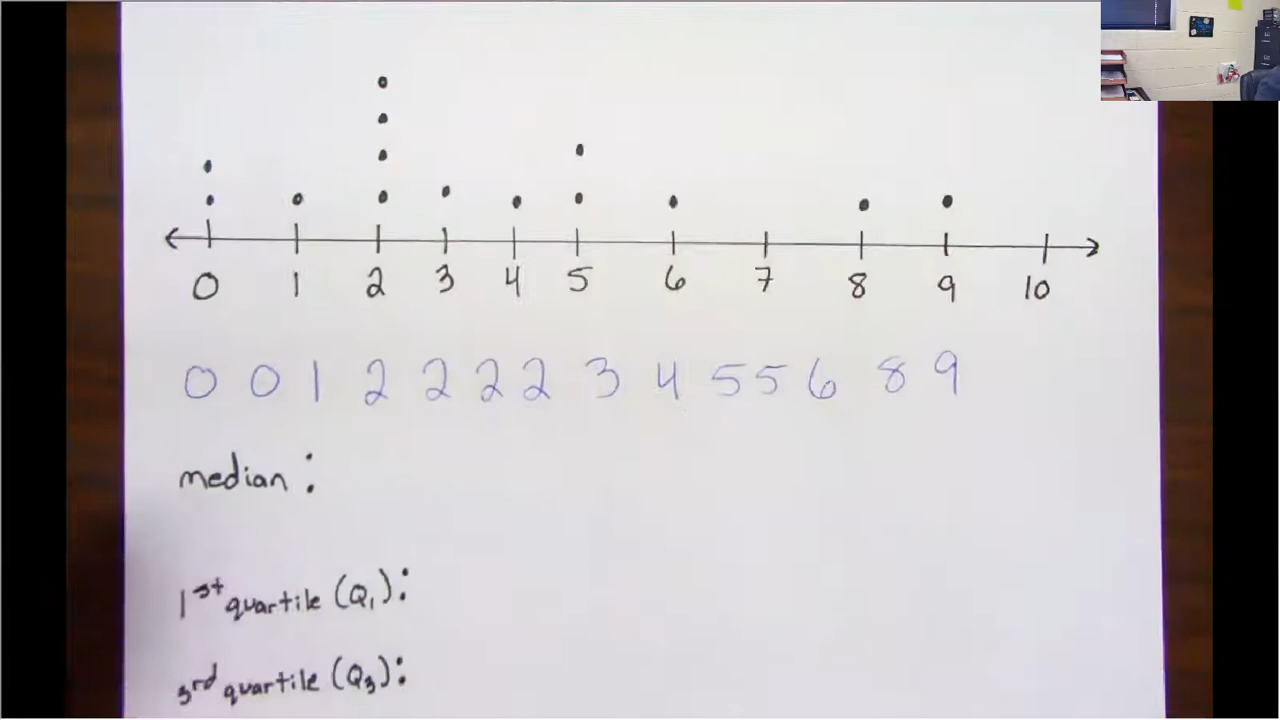 0 1 2 3 4 5 6 7 8 9 10
0 0 1 2 2 2 2 3 4 5 5 6 8 9
median :
1st quartile (Q1):
3rd quartile (Q3):